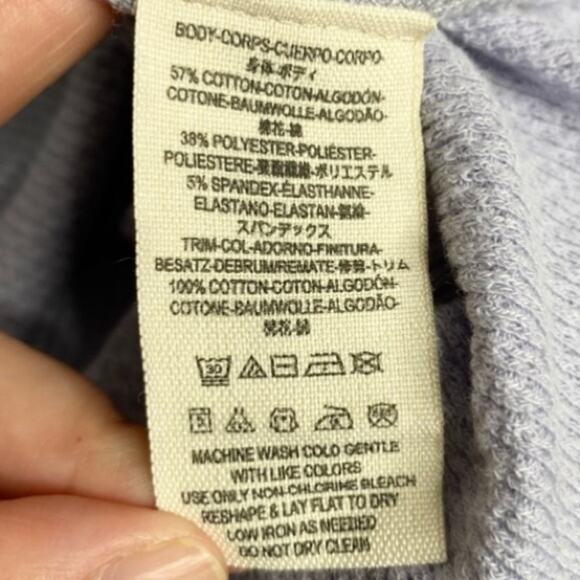 BODY-CORPS-CUERPO-CORPO-
身体-ボディ
57% COTTON-COTON-ALGODÓN-
COTONE-BAUMWOLLE-ALGODÃO-
棉花-綿
38% POLYESTER-POLIÉSTER-
POLIESTERE-聚酯纖維-ポリエステル
5% SPANDEX-ÉLASTHANNE-
ELASTANO-ELASTAN-氨綸-
スパンデックス
TRIM-COL-ADORNO-FINITURA-
BESATZ-DEBRUM/REMATE-修剪-トリム
100% COTTON-COTON-ALGODÓN-
COTONE-BAUMWOLLE-ALGODÃO-
棉花-綿
30
MACHINE WASH COLD GENTLE
WITH LIKE COLORS
USE ONLY NON-CHLORINE BLEACH
RESHAPE & LAY FLAT TO DRY
LOW IRON AS NEEDED
DO NOT DRY CLEAN